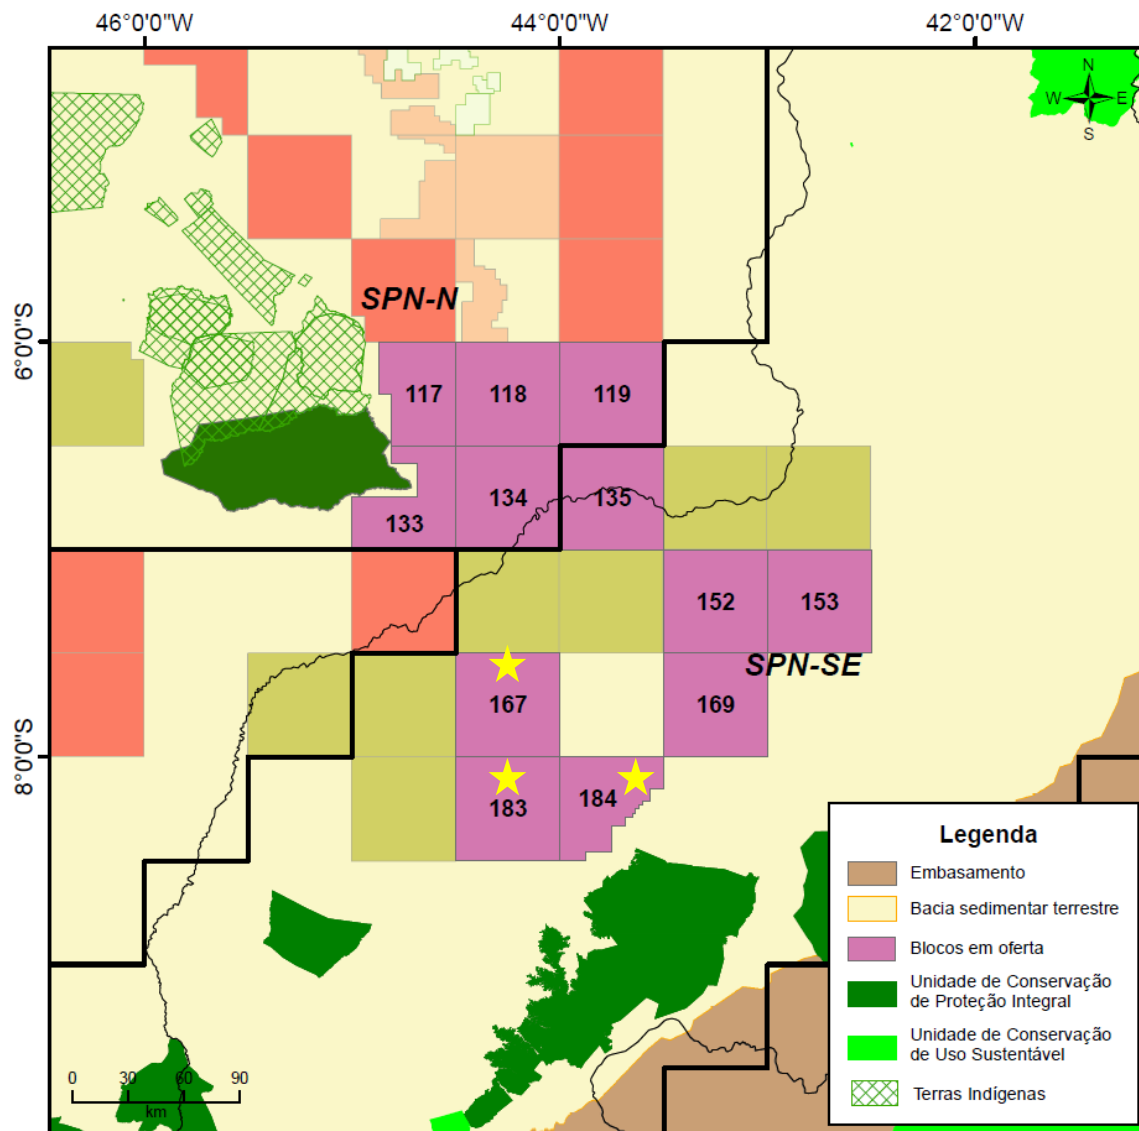 46°0'0"W
44°0'0"W
42°0'0"W
N
W
E
S
SPN-N
6°0'0"S
117
118
119
134
135
133
152
153
SPN-SE
167
169
8°0'0"S
183
184
Legenda
Embasamento
Bacia sedimentar terrestre
Blocos em oferta
Unidade de Conservação
de Proteção Integral
Unidade de Conservação
de Uso Sustentável
Terras Indígenas
0 30 60 90
km